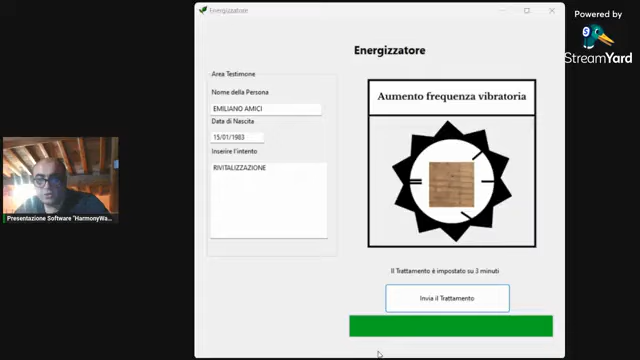 Energizzatore
Powered by
StreamYard
Energizzatore
Area Testimone
Nome della Persona
EMILIANO AMICI
Data di Nascita
15/01/1983
Inserire l'intento
RIVITALIZZAZIONE
Aumento frequenza vibratoria
Il Trattamento è impostato su 3 minuti
Invia il Trattamento
Presentazione Software "HarmonyWa...